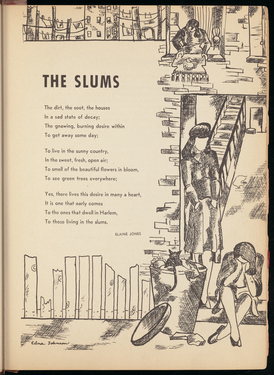 THE SLUMS
The dirt, the soot, the houses
In a sad state of decay;
The gnawing, burning desire within
To get away some day;
To live in the sunny country,
In the sweet, fresh, open air;
To smell of the beautiful flowers in bloom,
To see green trees everywhere;
Yes, there lives this desire in many a heart,
It is one that early comes
To the ones that dwell in Harlem,
To those living in the slums.
ELAINE JONES
Edna